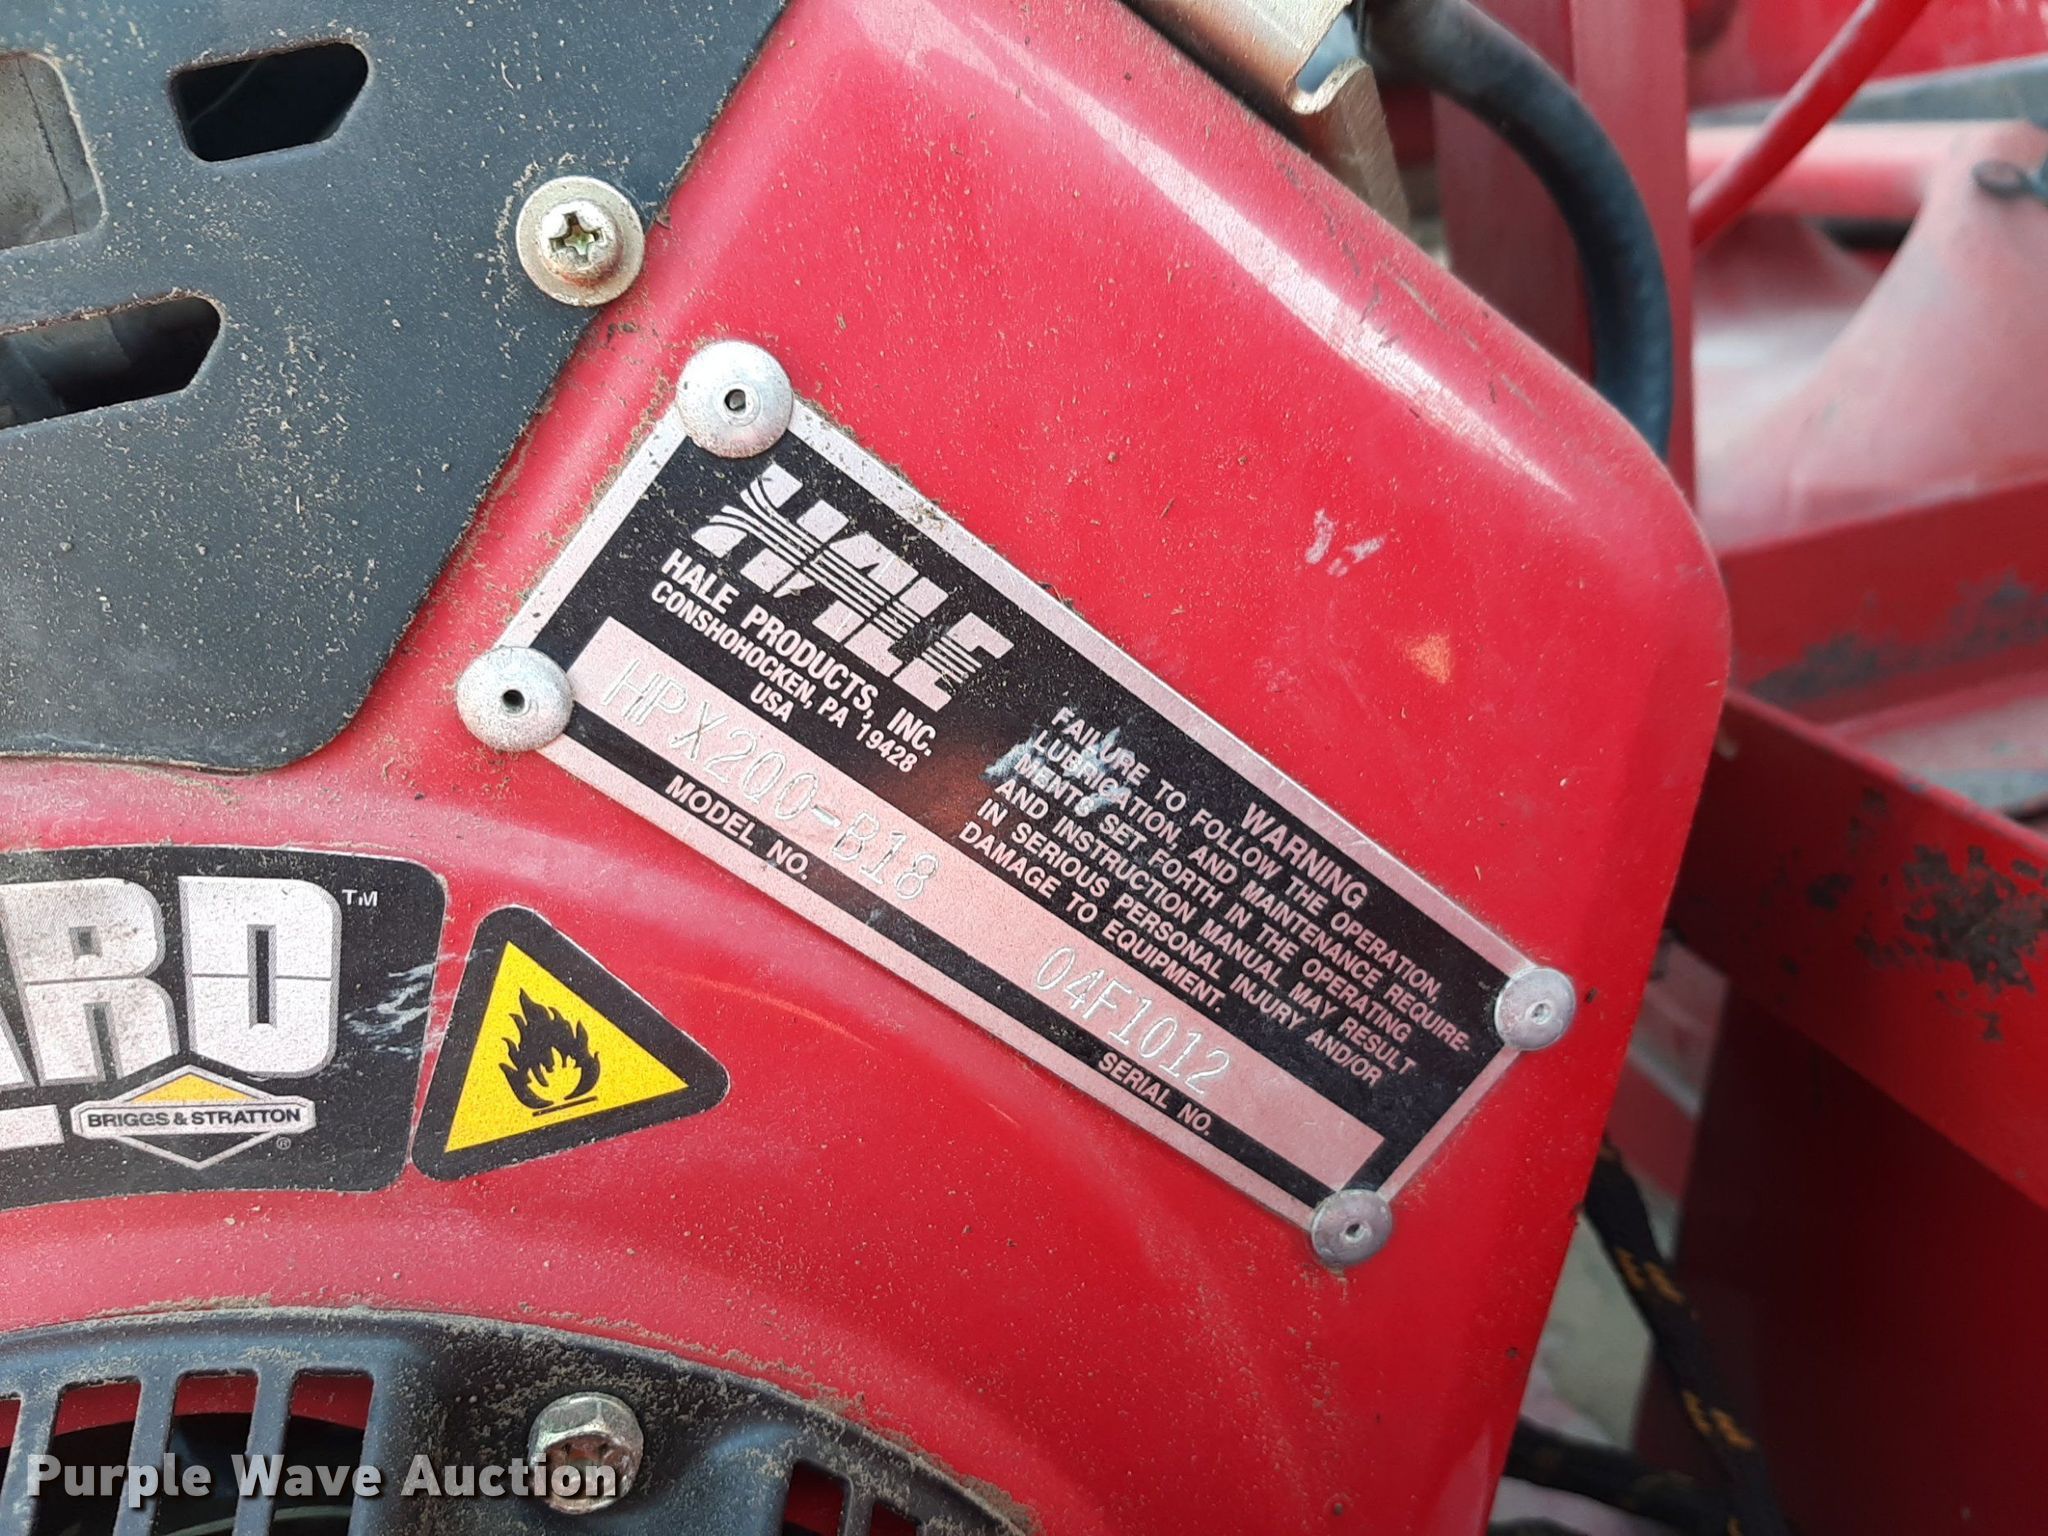 HALE
HALE PRODUCTS, INC.
CONSHOHOCKEN, PA 19428
USA
HPX200-B18
MODEL NO.
WARNING
FAILURE TO FOLLOW THE OPERATION,
LUBRICATION, AND MAINTENANCE REQUIRE-
MENTS SET FORTH IN THE OPERATING
AND INSTRUCTION MANUAL MAY RESULT
IN SERIOUS PERSONAL INJURY AND/OR
DAMAGE TO EQUIPMENT.
04F1012
SERIAL NO.
ARD™
BRIGGS & STRATTON
®
Purple Wave Auction